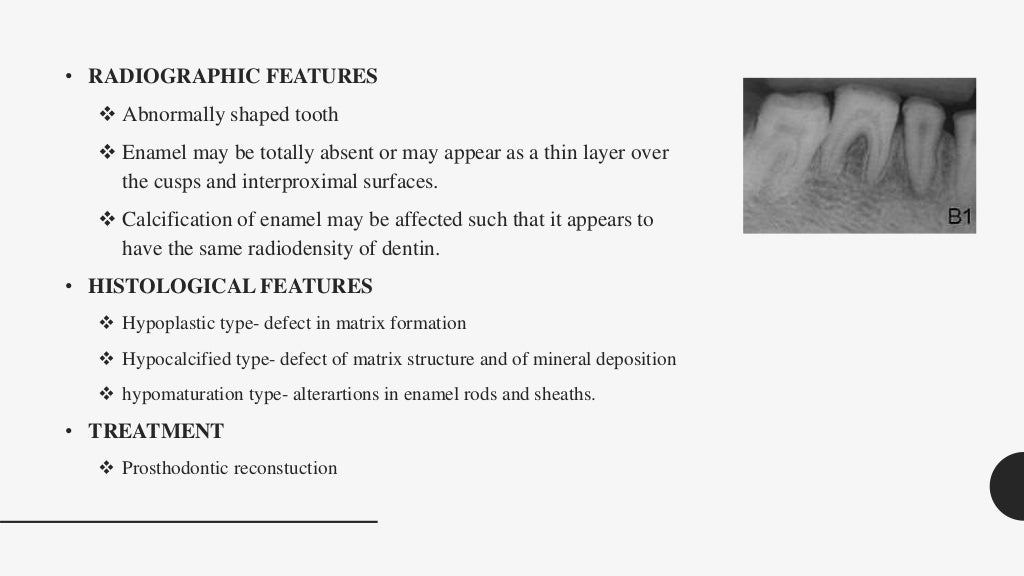 • RADIOGRAPHIC FEATURES
❖ Abnormally shaped tooth
❖ Enamel may be totally absent or may appear as a thin layer over
the cusps and interproximal surfaces.
❖ Calcification of enamel may be affected such that it appears to
have the same radiodensity of dentin.
• HISTOLOGICAL FEATURES
❖ Hypoplastic type- defect in matrix formation
❖ Hypocalcified type- defect of matrix structure and of mineral deposition
❖ hypomaturation type- alterartions in enamel rods and sheaths.
• TREATMENT
❖ Prosthodontic reconstuction
B1